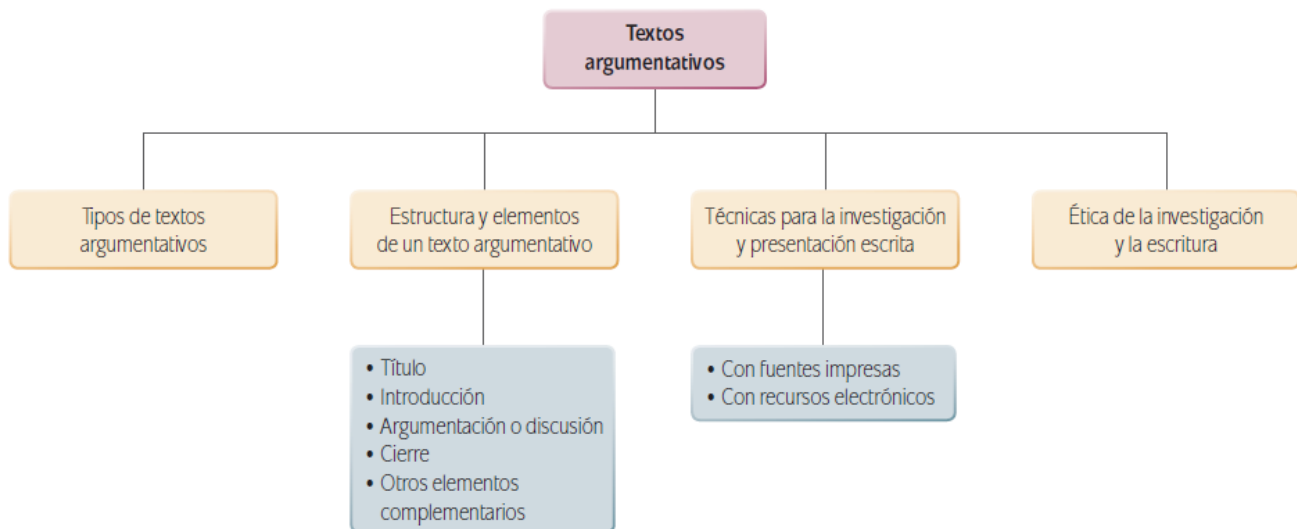 Textos
argumentativos
Tipos de textos
argumentativos
Estructura y elementos
de un texto argumentativo
Técnicas para la investigación
y presentación escrita
Ética de la investigación
y la escritura
• Título
• Introducción
• Argumentación o discusión
• Cierre
• Otros elementos
complementarios
• Con fuentes impresas
• Con recursos electrónicos